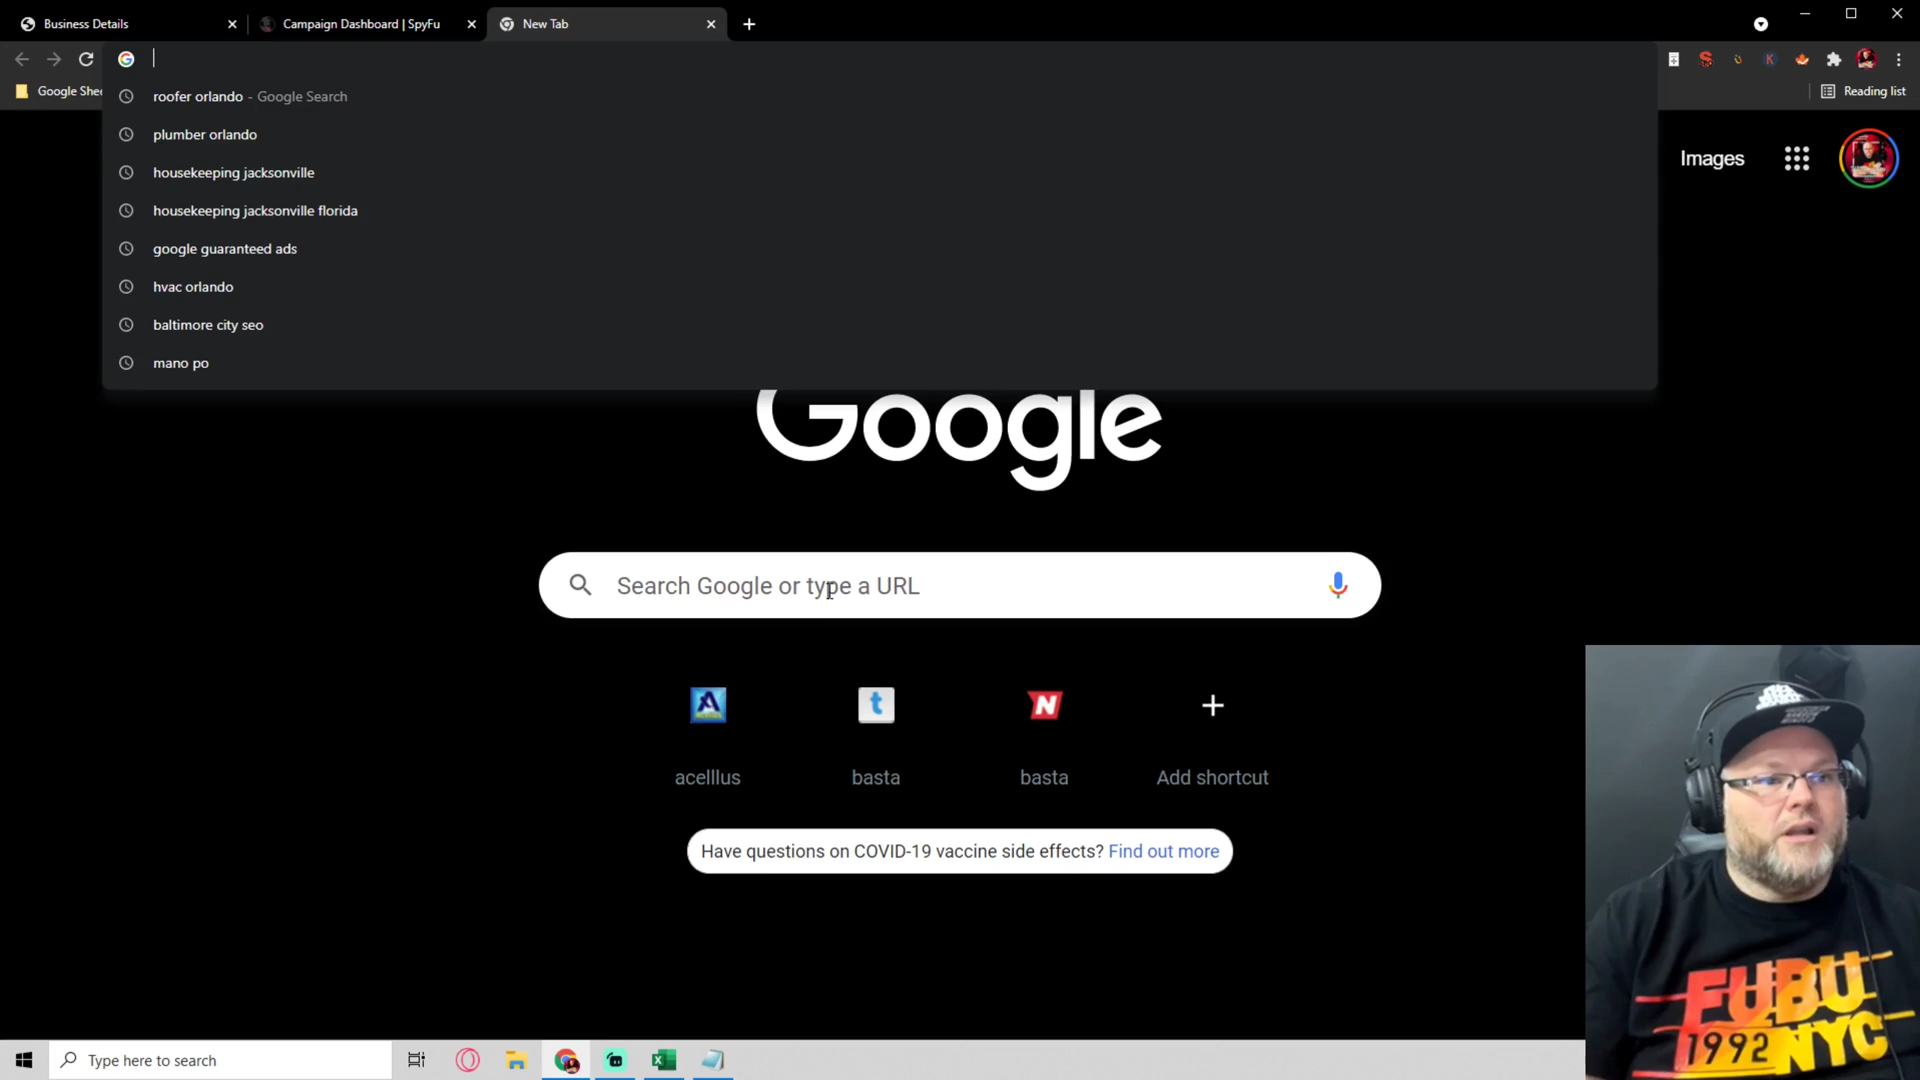 Business Details
Campaign Dashboard | SpyFu
New Tab
Google Shee
Reading list
roofer orlando - Google Search
plumber orlando
housekeeping jacksonville
housekeeping jacksonville florida
google guaranteed ads
hvac orlando
baltimore city seo
mano po
Images
Google
Search Google or type a URL
acelllus
basta
basta
Add shortcut
Have questions on COVID-19 vaccine side effects? Find out more
FUBU
1992 NYC
Type here to search